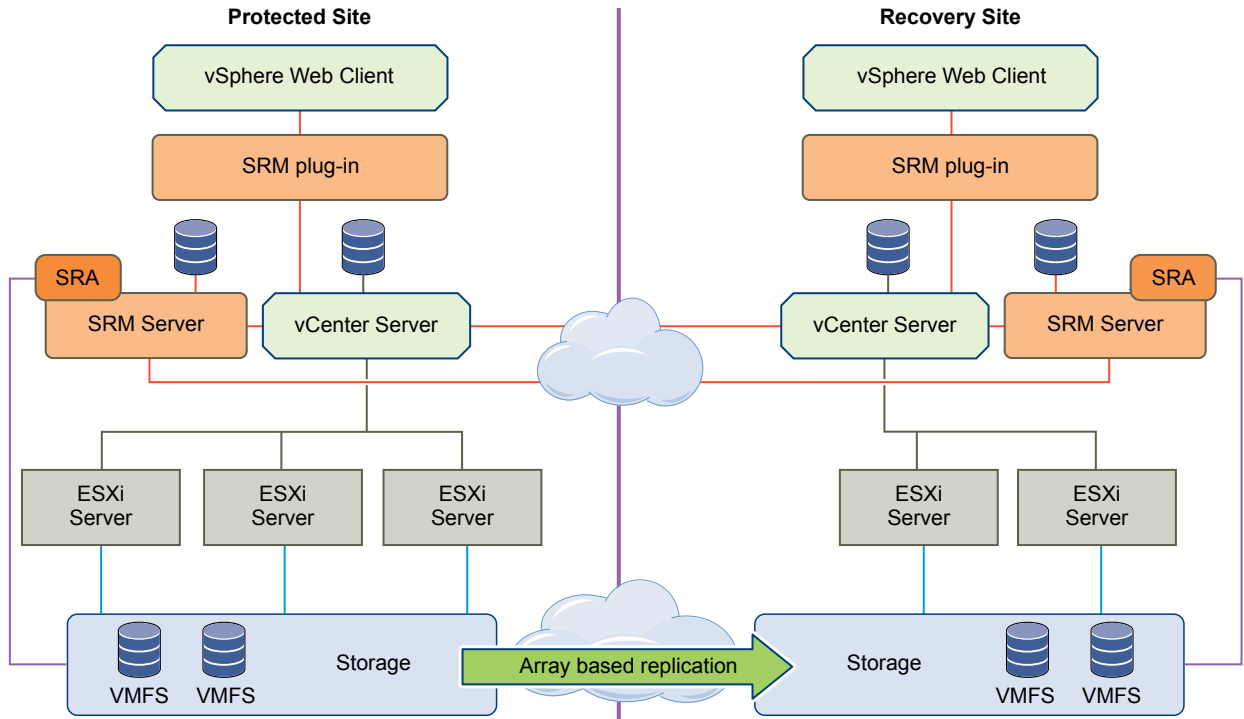 Protected Site
vSphere Web Client
SRM plug-in
SRA
SRM Server
vCenter Server
ESXi
Server
ESXi
Server
ESXi
Server
VMFS
VMFS
Storage
Array based replication
Recovery Site
vSphere Web Client
SRM plug-in
SRA
vCenter Server
SRM Server
ESXi
Server
ESXi
Server
Storage
VMFS
VMFS